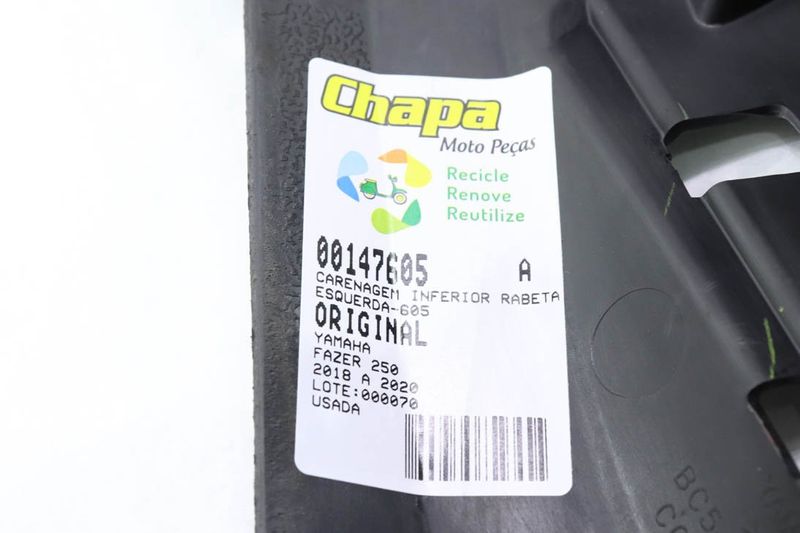 Chapa
Moto Peças
Recicle
Renove
Reutilize
00147605 A
CARENAGEM INFERIOR RABETA
ESQUERDA-605
ORIGINAL
YAMAHA
FAZER 250
2018 A 2020
LOTE:000070
USADA
BC5